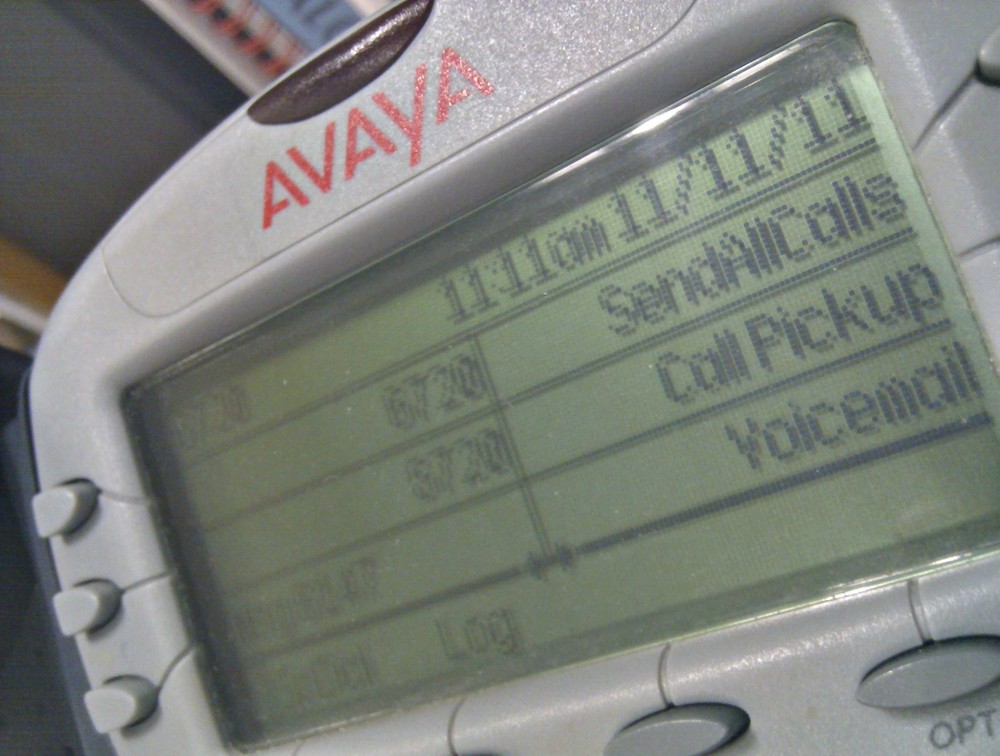 AVAYA
11:11am 11/11/11
6720 SendAllCalls
6720 Call Pickup
Voicemail
Log
OPT